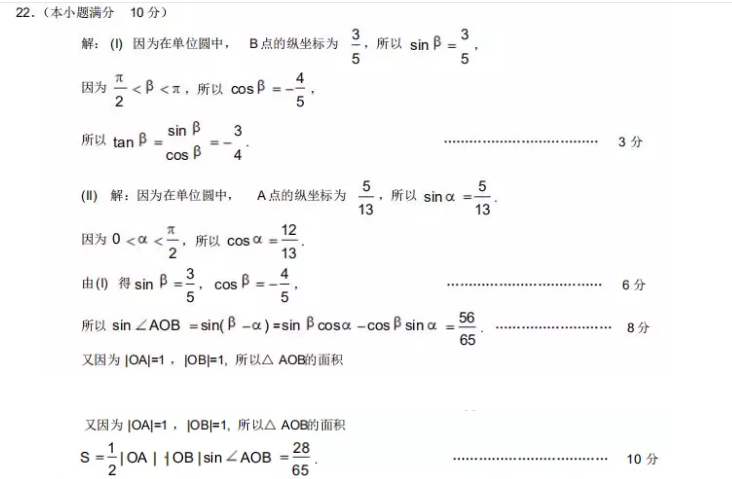 22.（本小题满分 10 分）
解： (I) 因为在单位圆中， B 点的纵坐标为 3/5 ，所以 sin β = 3/5 ，
因为 π/2 < β < π ，所以 cos β = -4/5 ，
所以 tan β = sin β/cos β = -3/4 . ……………………………… 3 分
(II) 解：因为在单位圆中， A 点的纵坐标为 5/13 ，所以 sin α = 5/13 .
因为 0 < α < π/2 ，所以 cos α = 12/13 .
由 (I) 得 sin β = 3/5 ， cos β = -4/5 ， ……………………………… 6 分
所以 sin ∠AOB = sin( β - α ) = sin β cos α - cos β sin α = 56/65 . ……………………… 8 分
又因为 |OA|=1 ， |OB|=1, 所以△ AOB的面积
又因为 |OA|=1 ， |OB|=1, 所以△ AOB的面积
S = 1/2 | OA | ⋅| OB | sin ∠AOB = 28/65 . ……………………………… 10 分